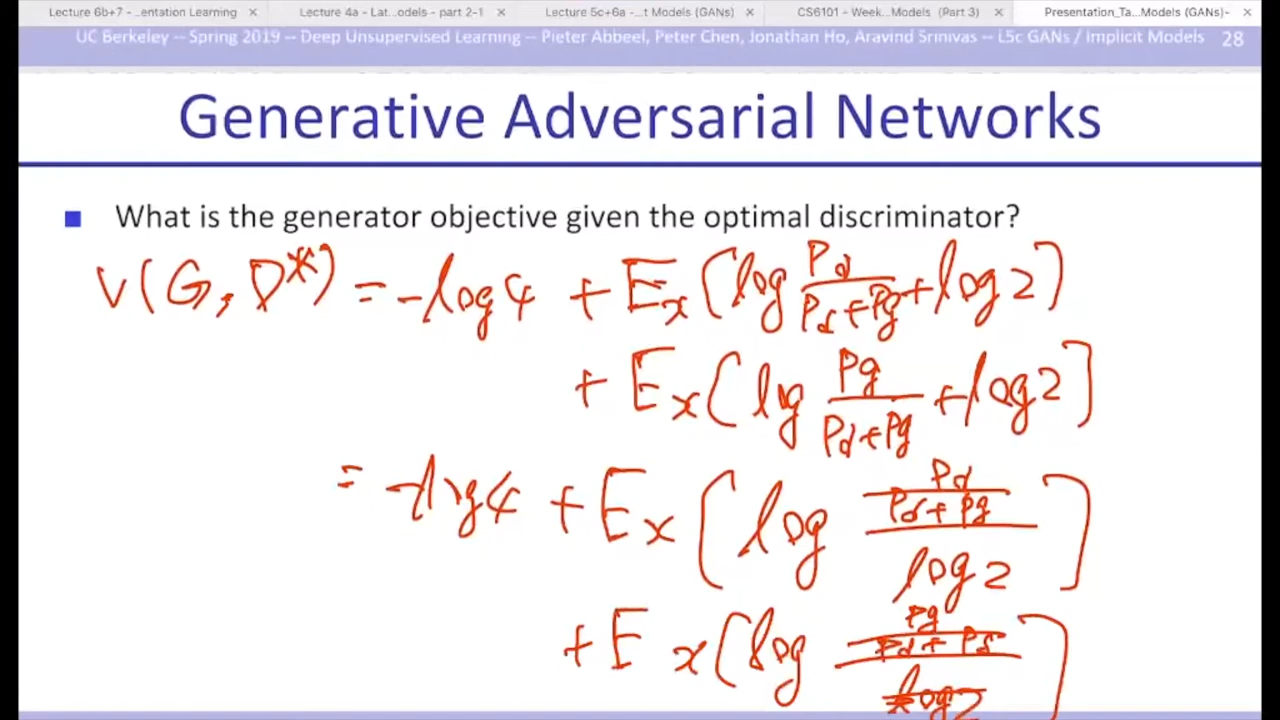 Lecture 6b+7 - ..entation Learning × Lecture 4a - Lat...odels - part 2-1 × Lecture 5c+6a - ...t Models (GANs) × CS6101 - Week...Models (Part 3) × Presentation_Ta...Models (GANs)- ×
UC Berkeley -- Spring 2019 -- Deep Unsupervised Learning -- Pieter Abbeel, Peter Chen, Jonathan Ho, Aravind Srinivas -- L5c GANs / Implicit Models 28
Generative Adversarial Networks
What is the generator objective given the optimal discriminator?
V(G, D*) = -log4 + Ex[log Pd/(Pd+Pg) + log2]
+ Ex[log Pg/(Pd+Pg) + log2]
= -log4 + Ex[log (Pd/(Pd+Pg))/log2]
+ Ex[log (Pg/(Pd+Pg))/log2]